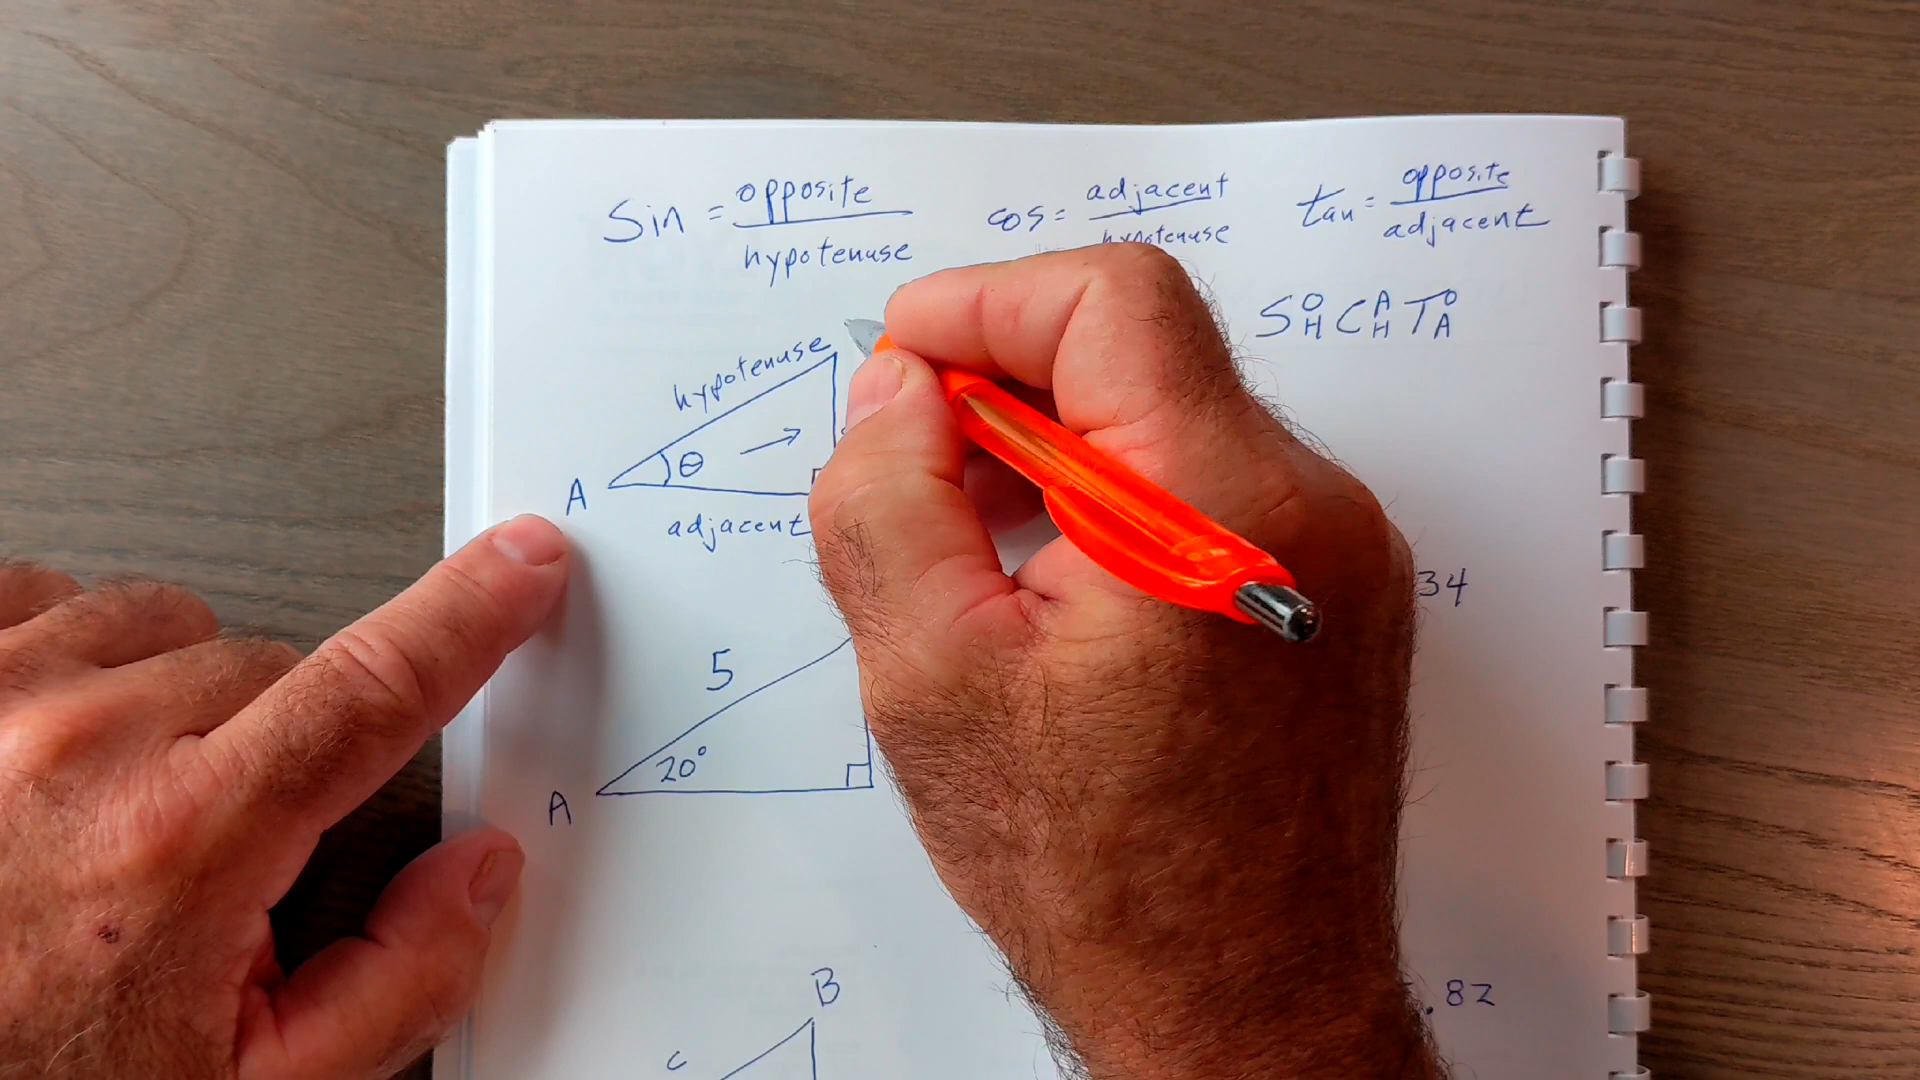 Sin = opposite / hypotenuse
cos = adjacent / hypotenuse
tan = opposite / adjacent
S O/H C A/H T O/A
hypotenuse
θ
A
adjacent
34
5
20°
A
B
.82
c